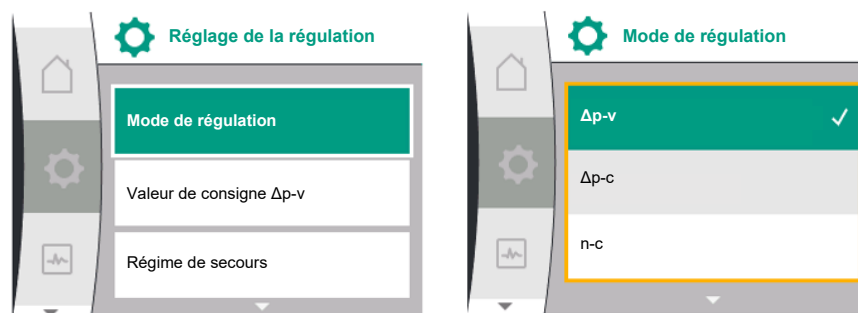 Réglage de la régulation
Mode de régulation
Valeur de consigne Δp-v
Régime de secours
Mode de régulation
Δp-v
Δp-c
n-c